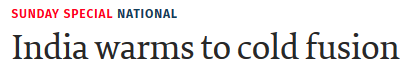 SUNDAY SPECIAL NATIONAL
India warms to cold fusion